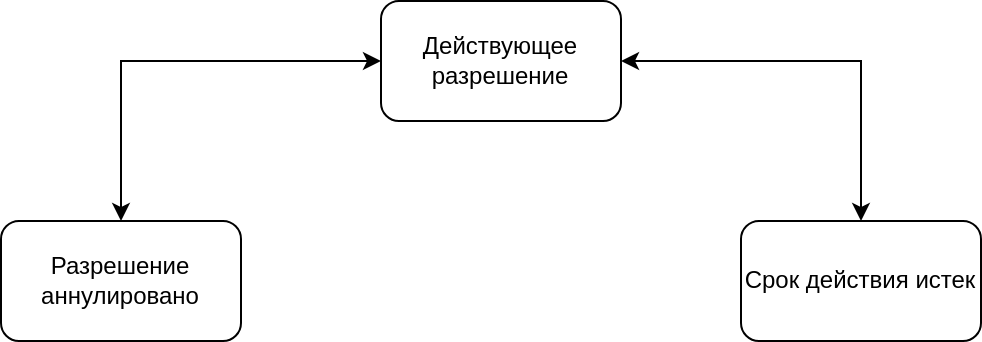 Действующее
разрешение
Разрешение
аннулировано
Срок действия истек